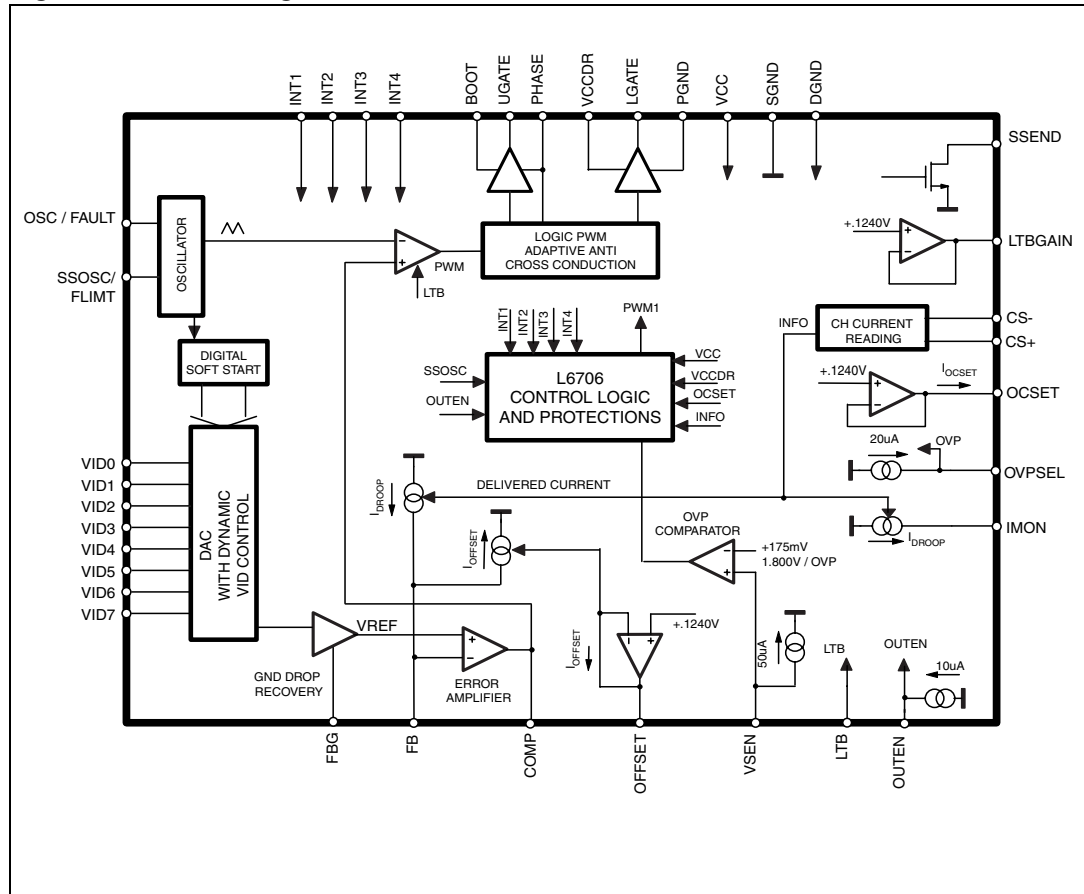 INT1
INT2
INT3
INT4
BOOT
UGATE
PHASE
VCCDR
LGATE
PGND
VCC
SGND
DGND
SSEND
OSC / FAULT
OSCILLATOR
LOGIC PWM
ADAPTIVE ANTI
CROSS CONDUCTION
+.1240V
LTBGAIN
PWM
LTB
SSOSC/
FLIMT
INT1
INT2
INT3
INT4
PWM1
INFO
CH CURRENT
READING
CS-
CS+
DIGITAL
SOFT START
SSOSC
OUTEN
L6706
CONTROL LOGIC
AND PROTECTIONS
VCC
VCCDR
OCSET
INFO
+.1240V
IOCSET
OCSET
20uA
OVP
OVPSEL
VID0
VID1
VID2
VID3
VID4
VID5
VID6
VID7
DAC
WITH DYNAMIC
VID CONTROL
IDROOP
DELIVERED CURRENT
IOFFSET
OVP
COMPARATOR
+175mV
1.800V / OVP
IDROOP
IMON
VREF
GND DROP
RECOVERY
ERROR
AMPLIFIER
IOFFSET
+.1240V
50uA
LTB
OUTEN
10uA
FBG
FB
COMP
OFFSET
VSEN
LTB
OUTEN